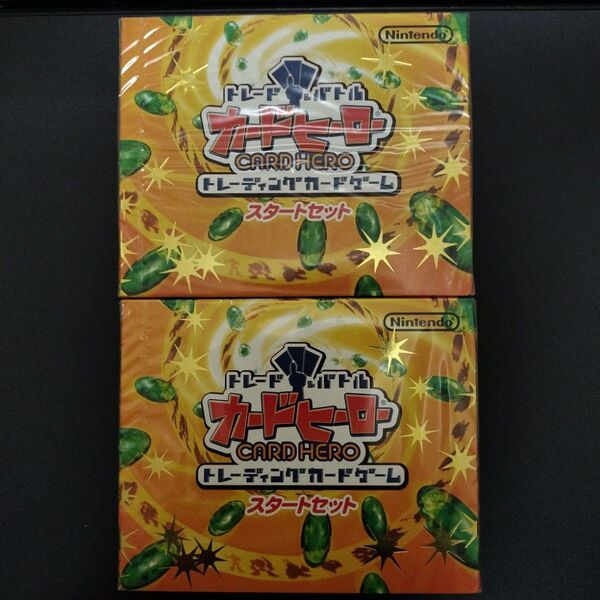 Nintendo
トレード&バトル
カードヒーロー
CARD HERO
トレーディングカードゲーム
スタートセット
Nintendo
トレード&バトル
カードヒーロー
CARD HERO
トレーディングカードゲーム
スタートセット